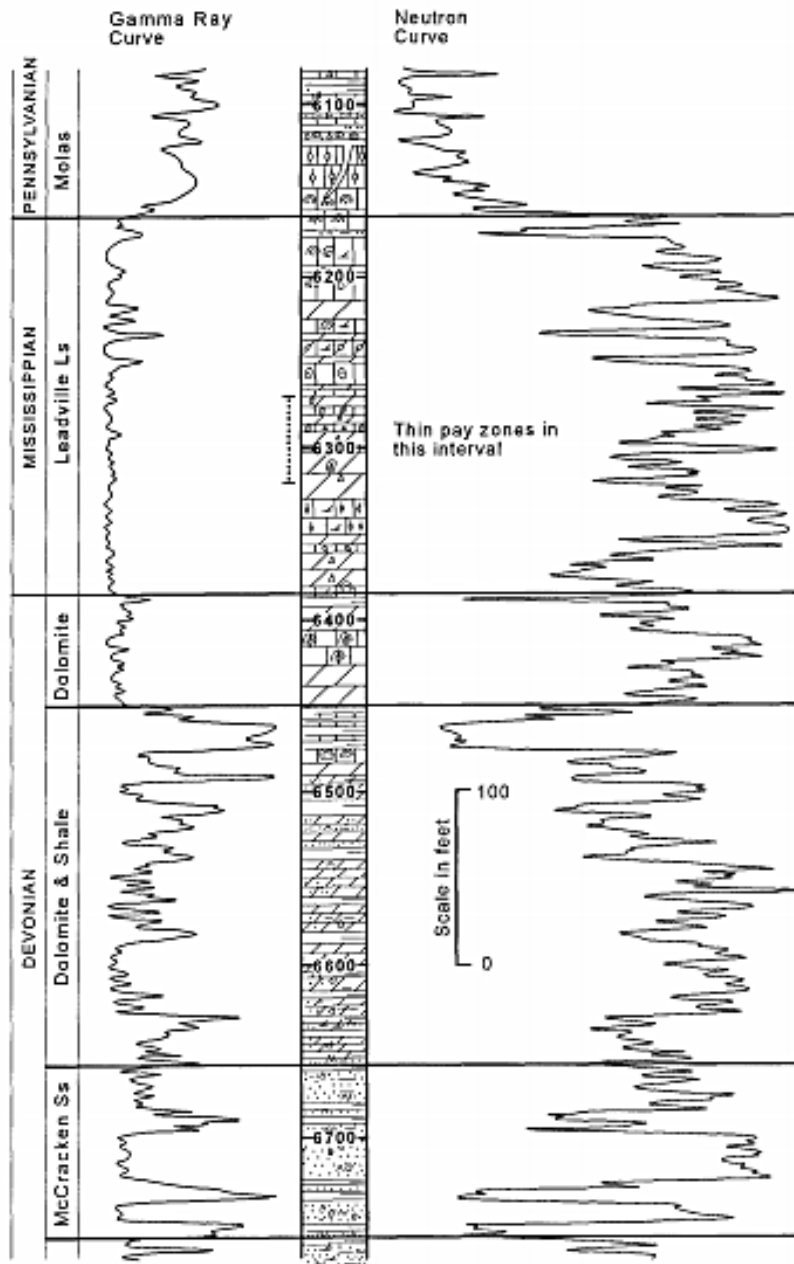 Gamma Ray
Curve
Neutron
Curve
PENNSYLVANIAN
Molas
6100
MISSISSIPPIAN
Leadville Ls
6200
6300
Thin pay zones in
this interval
Dolomite
6400
DEVONIAN
Dolomite & Shale
6500
100
Scale in feet
0
6600
McCracken Ss
6700